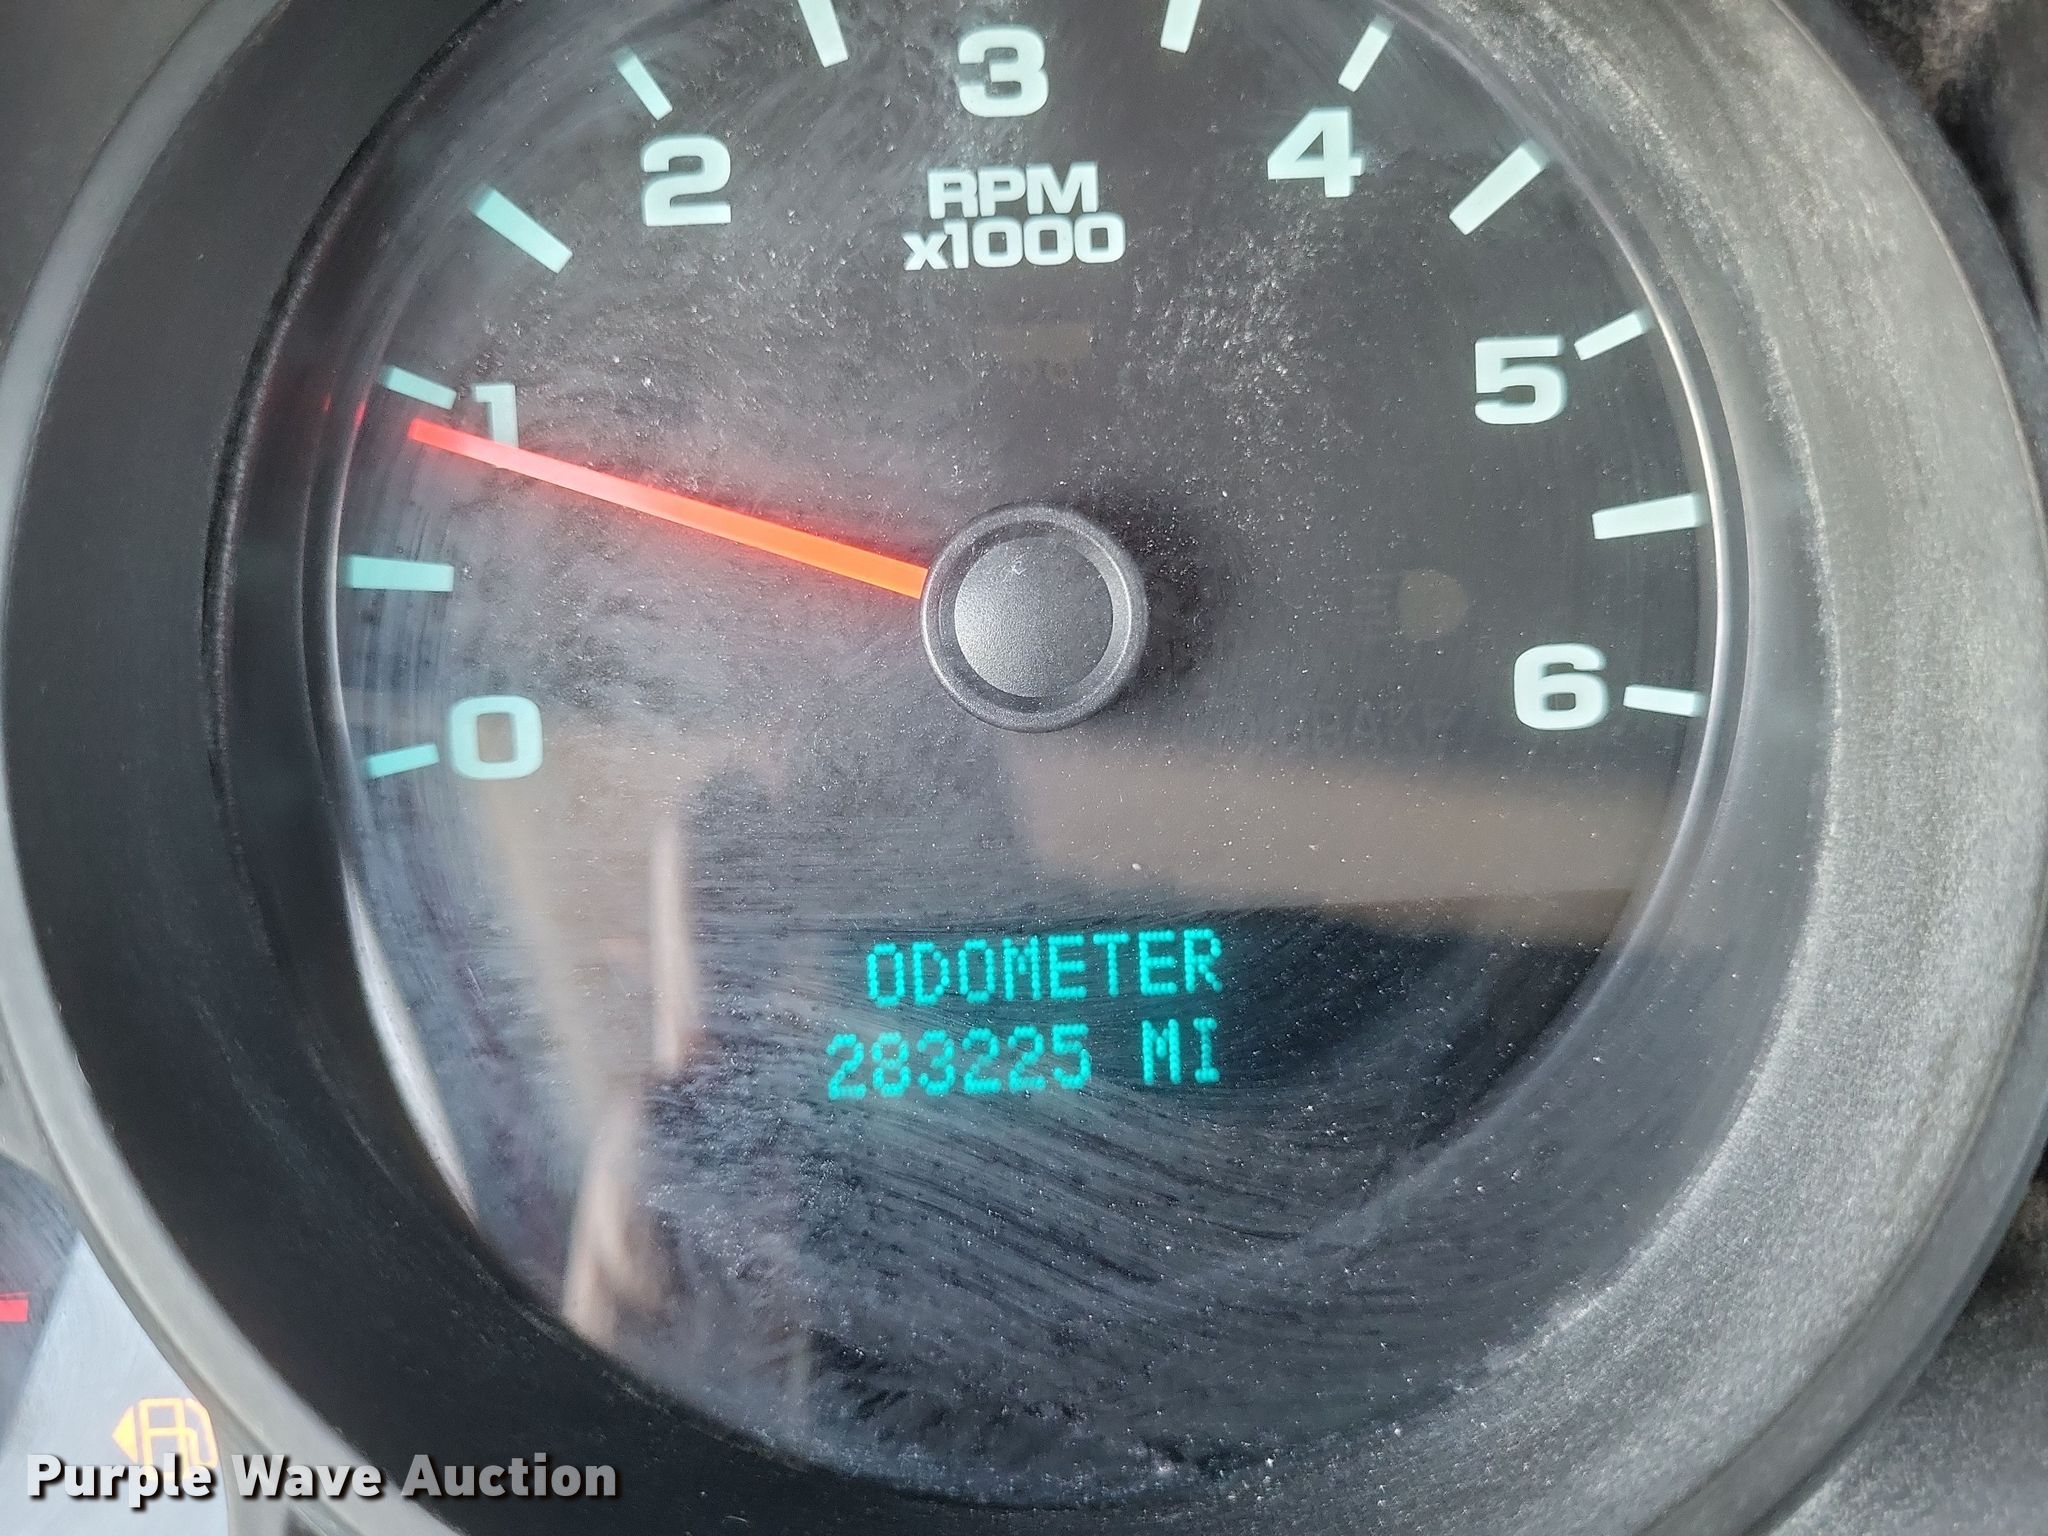 3
2
4
RPM
x1000
5
1
6
0
ODOMETER
283225 MI
Purple Wave Auction